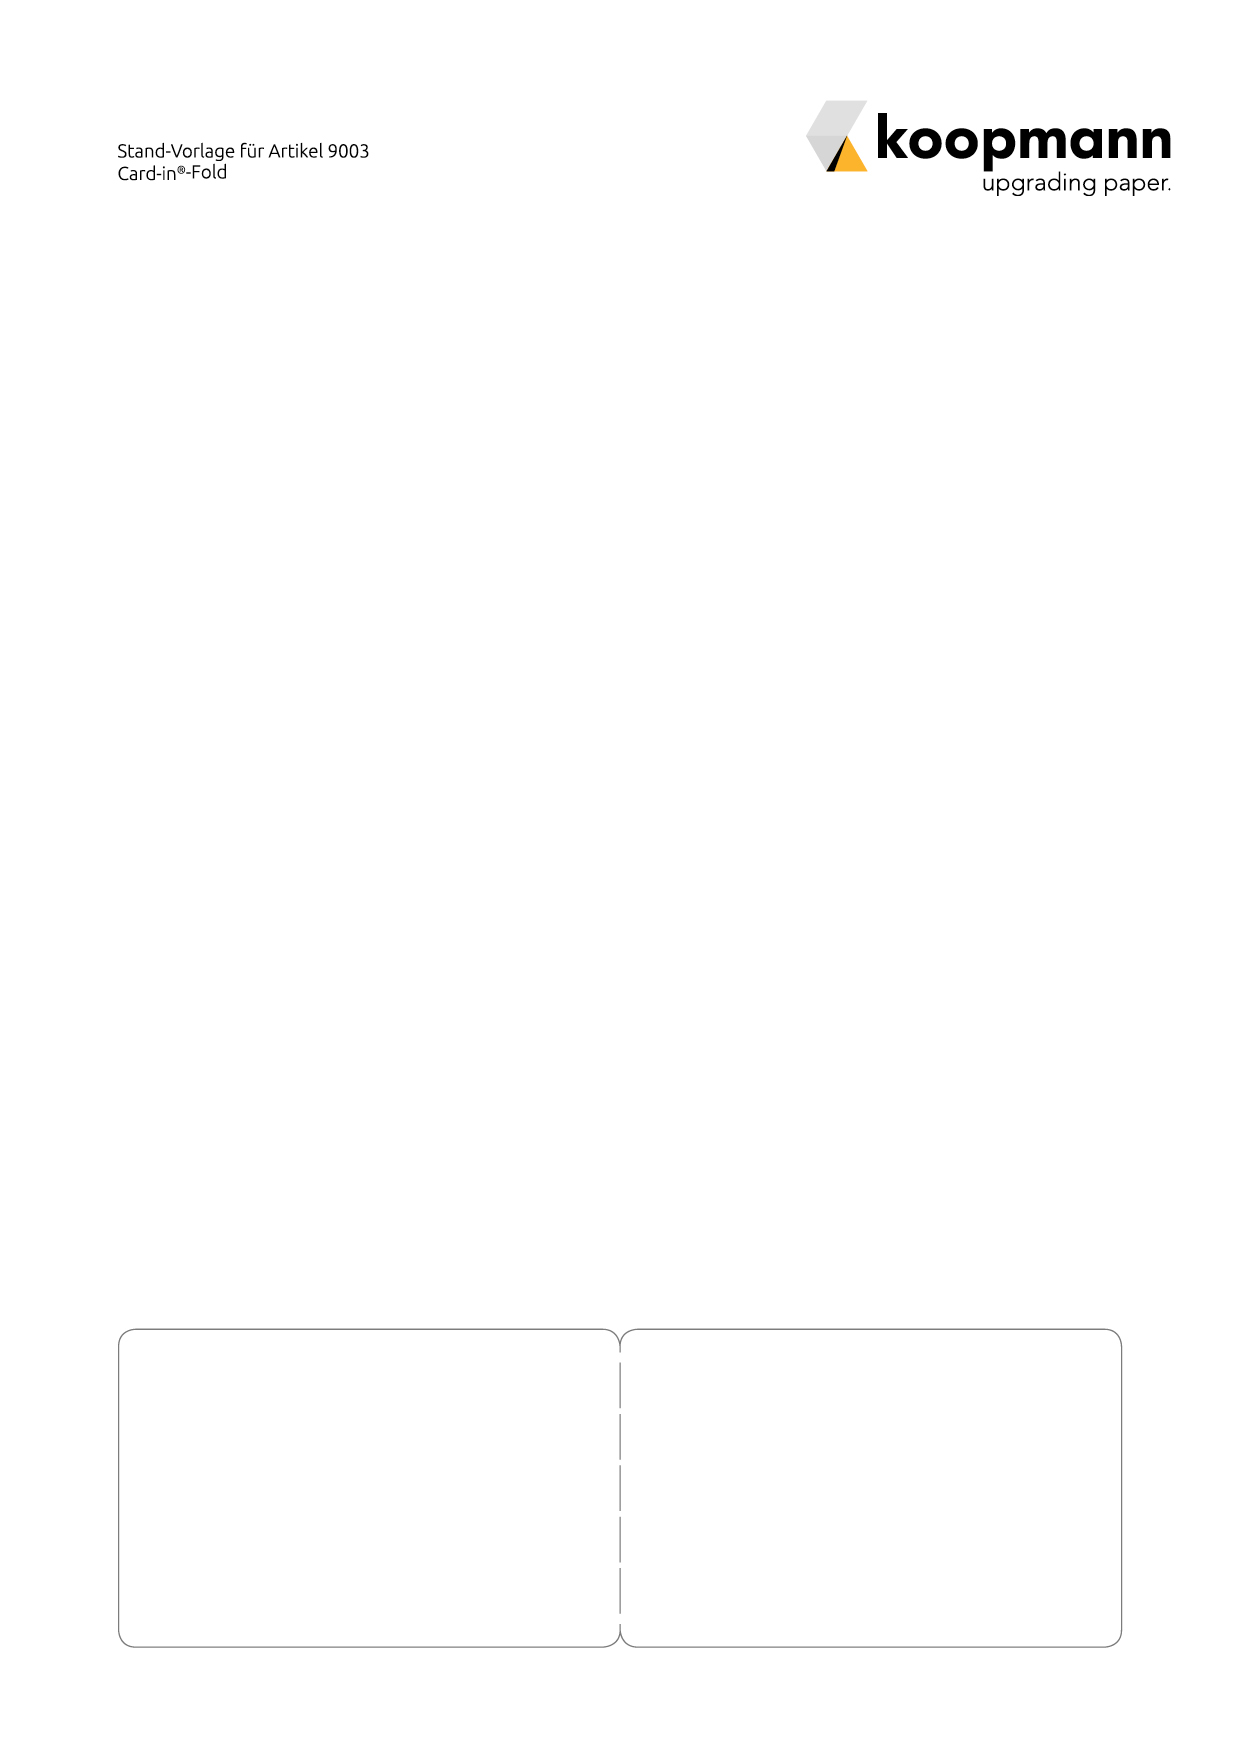 Stand-Vorlage für Artikel 9003
Card-in®-Fold
koopmann
upgrading paper.